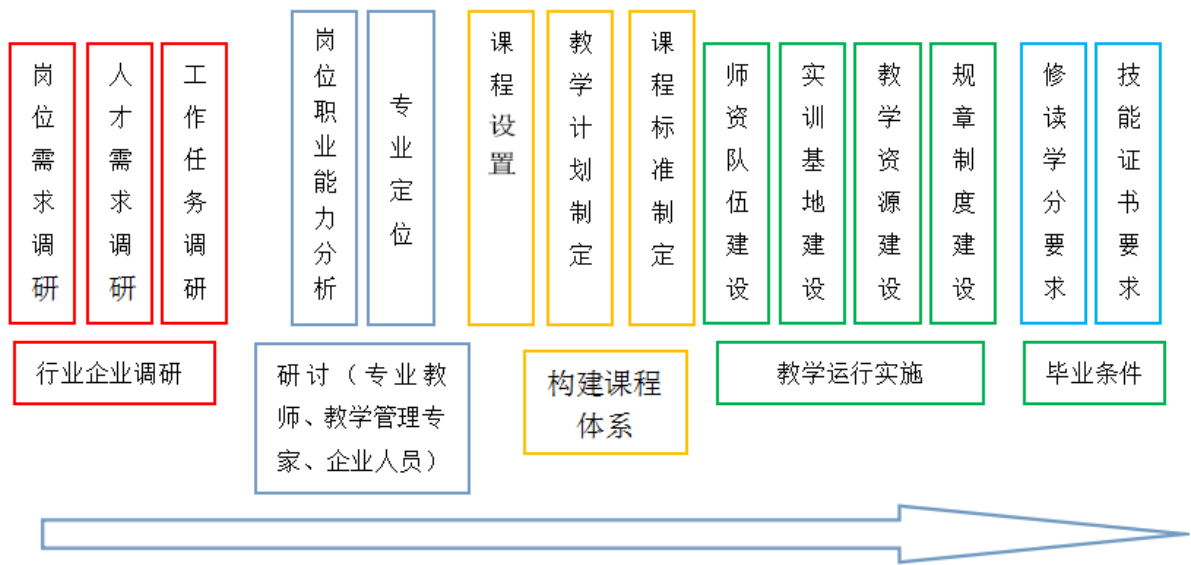 岗位需求调研
人才需求调研
工作任务调研
岗位职业能力分析
专业定位
课程设置
教学计划制定
课程标准制定
师资队伍建设
实训基地建设
教学资源建设
规章制度建设
修读学分要求
技能证书要求
行业企业调研
研讨（专业教
师、教学管理专
家、企业人员）
构建课程
体系
教学运行实施
毕业条件